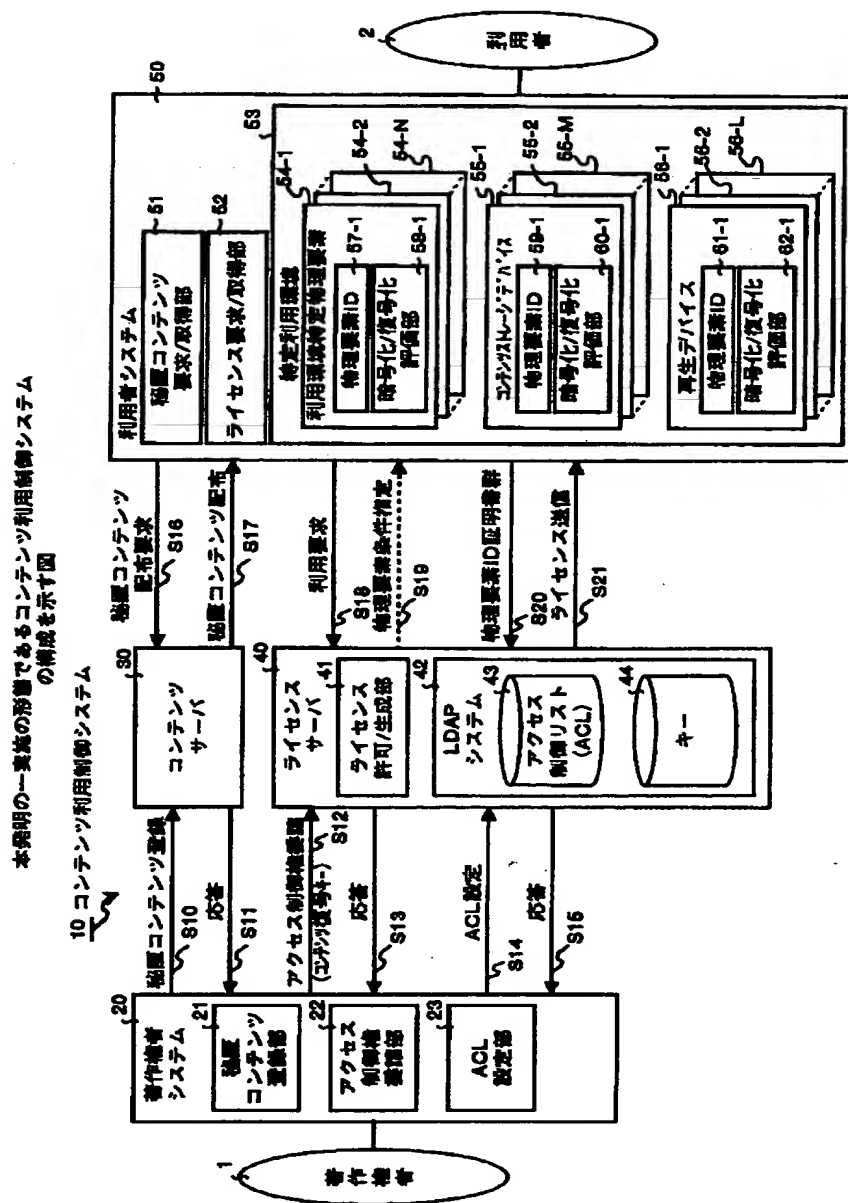 本発明の一実施の形態であるコンテンツ利用制御システム
の構成を示す図
10 コンテンツ利用制御システム
1
著作権者
20
著作権者
システム
21
秘匿
コンテンツ
登録部
22
アクセス
制御権
委譲部
23
ACL
設定部
秘匿コンテンツ登録
S10
応答
S11
アクセス制御権委譲
(コンテンツ復号キー)
S12
応答
S13
ACL設定
S14
応答
S15
30
コンテンツ
サーバ
40
ライセンス
サーバ
41
ライセンス
許可/生成部
42
LDAP
システム
43
アクセス
制御リスト
(ACL)
44
キー
秘匿コンテンツ
配布要求
S16
秘匿コンテンツ配布
S17
利用要求
S18
物理要素条件指定
S19
物理要素ID証明書群
S20
ライセンス送信
S21
50
利用者システム
51
秘匿コンテンツ
要求/取得部
52
ライセンス要求/取得部
53
特定利用環境
利用環境特定物理要素
54-1
54-2
54-N
物理要素ID
57-1
暗号化/復号化
評価部
58-1
コンテンツストレージデバイス
55-1
55-2
55-M
物理要素ID
59-1
暗号化/復号化
評価部
60-1
再生デバイス
56-1
56-2
56-L
物理要素ID
61-1
暗号化/復号化
評価部
62-1
2
利用者